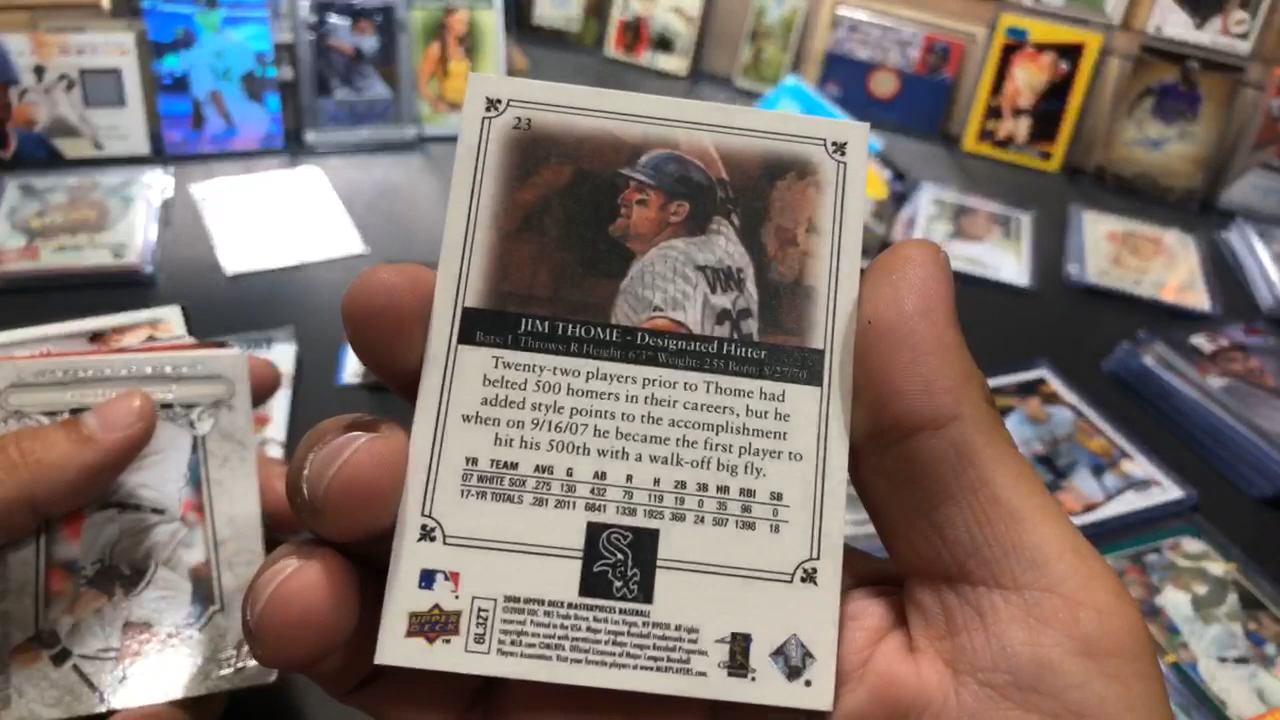 23
THOME
JIM THOME - Designated Hitter
Bats: L Throws: R Height: 6'3" Weight: 255 Born: 8/27/70
Twenty-two players prior to Thome had
belted 500 homers in their careers, but he
added style points to the accomplishment
when on 9/16/07 he became the first player to
hit his 500th with a walk-off big fly.
YR TEAM AVG G AB R H 2B 3B HR RBI SB
07 WHITE SOX .275 130 432 79 119 19 0 35 96 0
17-YR TOTALS .281 2011 6841 1338 1925 369 24 507 1398 18
Sox
UPPER DECK
TM
6L3ZT
2008 UPPER DECK MASTERPIECES BASEBALL
©2008 UDC. 985 Trade Drive, North Las Vegas, NV 89030. All rights
reserved. Printed in the USA. Major League Baseball trademarks and
copyrights are used with permission of Major League Baseball Properties,
Inc. MLB.com ©MLBPA. Official Licensee of Major League Baseball
Players Association. Visit your favorite players at www.MLBPLAYERS.com.